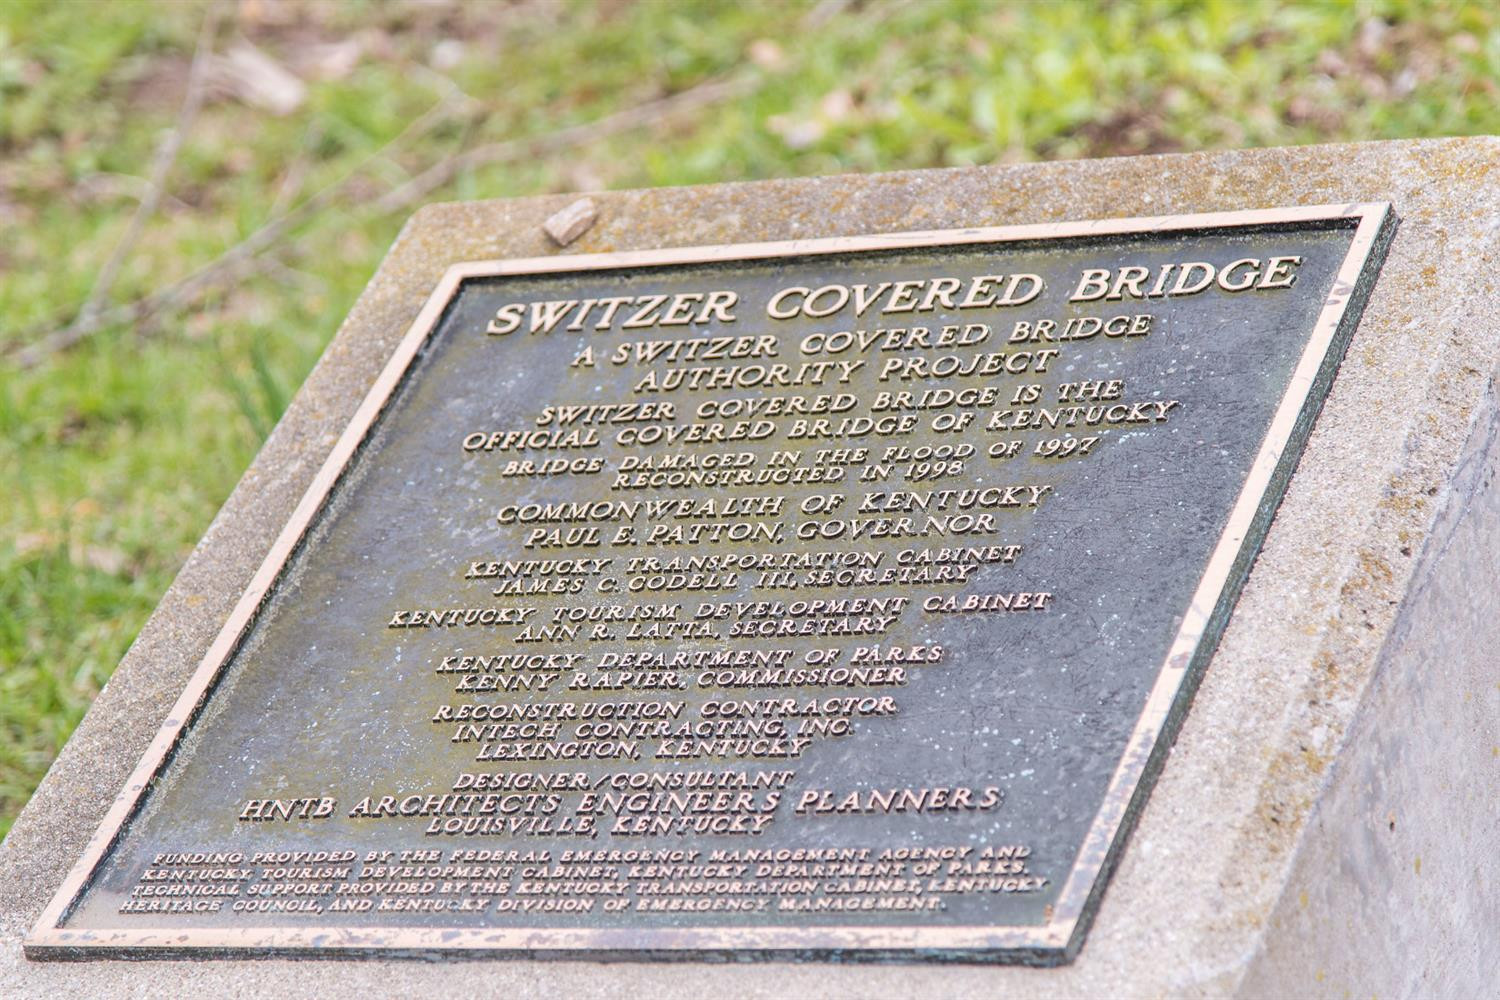 SWITZER COVERED BRIDGE
A SWITZER COVERED BRIDGE
AUTHORITY PROJECT
SWITZER COVERED BRIDGE IS THE
OFFICIAL COVERED BRIDGE OF KENTUCKY
BRIDGE DAMAGED IN THE FLOOD OF 1997
RECONSTRUCTED IN 1998
COMMONWEALTH OF KENTUCKY
PAUL E. PATTON, GOVERNOR
KENTUCKY TRANSPORTATION CABINET
JAMES C. CODELL III, SECRETARY
KENTUCKY TOURISM DEVELOPMENT CABINET
ANN R. LATTA, SECRETARY
KENTUCKY DEPARTMENT OF PARKS
KENNY RAPIER, COMMISSIONER
RECONSTRUCTION CONTRACTOR
INTECH CONTRACTING, INC.
LEXINGTON, KENTUCKY
DESIGNER/CONSULTANT
HNTB ARCHITECTS ENGINEERS PLANNERS
LOUISVILLE, KENTUCKY
FUNDING PROVIDED BY THE FEDERAL EMERGENCY MANAGEMENT AGENCY AND
KENTUCKY TOURISM DEVELOPMENT CABINET, KENTUCKY DEPARTMENT OF PARKS.
TECHNICAL SUPPORT PROVIDED BY THE KENTUCKY TRANSPORTATION CABINET, KENTUCKY
HERITAGE COUNCIL, AND KENTUCKY DIVISION OF EMERGENCY MANAGEMENT.